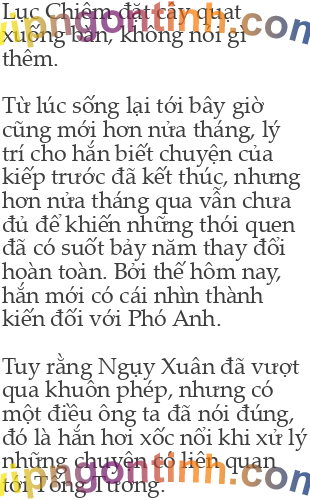 Lục Chiêm đặt cây quạt
xuống bàn, không nói gì
thêm.
Từ lúc sống lại tới bây giờ
cũng mới hơn nửa tháng, lý
trí cho hắn biết chuyện của
kiếp trước đã kết thúc, nhưng
hơn nửa tháng qua vẫn chưa
đủ để khiến những thói quen
đã có suốt bảy năm thay đổi
hoàn toàn. Bởi thế hôm nay,
hắn mới có cái nhìn thành
kiến đối với Phó Anh.
Tuy rằng Ngụy Xuân đã vượt
qua khuôn phép, nhưng có
một điều ông ta đã nói đúng,
đó là hắn hơi xốc nổi khi xử lý
những chuyện có liên quan
tới Tống Tương.
vipngontinh.com
vipngontinh.com